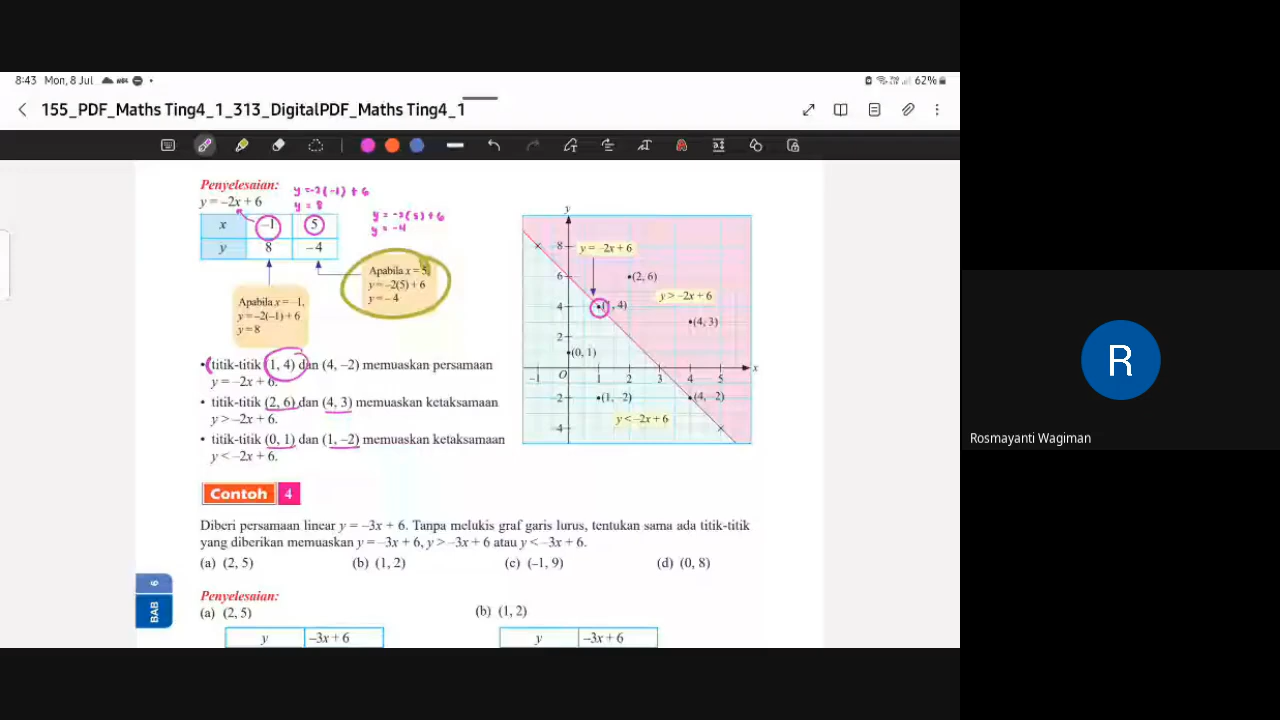 8:43 Mon, 8 Jul
62%
155_PDF_Maths Ting4_1_313_DigitalPDF_Maths Ting4_1
Penyelesaian:
y = –2x + 6
y = -2(-1) + 6
y = 8
y = -2(5) + 6
y = -4
x –1 5
y 8 –4
Apabila x = 5,
y = –2(5) + 6
y = – 4
Apabila x = –1,
y = –2(–1) + 6
y = 8
• titik-titik (1, 4) dan (4, –2) memuaskan persamaan
y = –2x + 6.
• titik-titik (2, 6) dan (4, 3) memuaskan ketaksamaan
y > –2x + 6.
• titik-titik (0, 1) dan (1, –2) memuaskan ketaksamaan
y < –2x + 6.
y
8
y = –2x + 6
6
(2, 6)
y > –2x + 6
4
, 4)
(4, 3)
2
(0, 1)
–1 O 1 2 3 4 5 x
–2
(1, –2)
(4, –2)
y < –2x + 6
–4
Contoh 4
Diberi persamaan linear y = –3x + 6. Tanpa melukis graf garis lurus, tentukan sama ada titik-titik
yang diberikan memuaskan y = –3x + 6, y > –3x + 6 atau y < –3x + 6.
(a) (2, 5) (b) (1, 2) (c) (–1, 9) (d) (0, 8)
BAB 6
Penyelesaian:
(a) (2, 5) (b) (1, 2)
y –3x + 6 y –3x + 6
R
Rosmayanti Wagiman